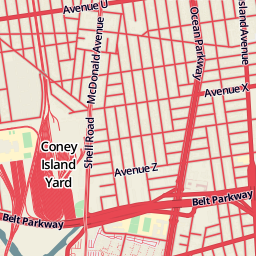 Avenue U
McDonald Avenue
Ocean Parkway
Island Avenue
Avenue X
Shell Road
Coney
Island
Yard
Avenue Z
Belt Parkway
Belt Parkway